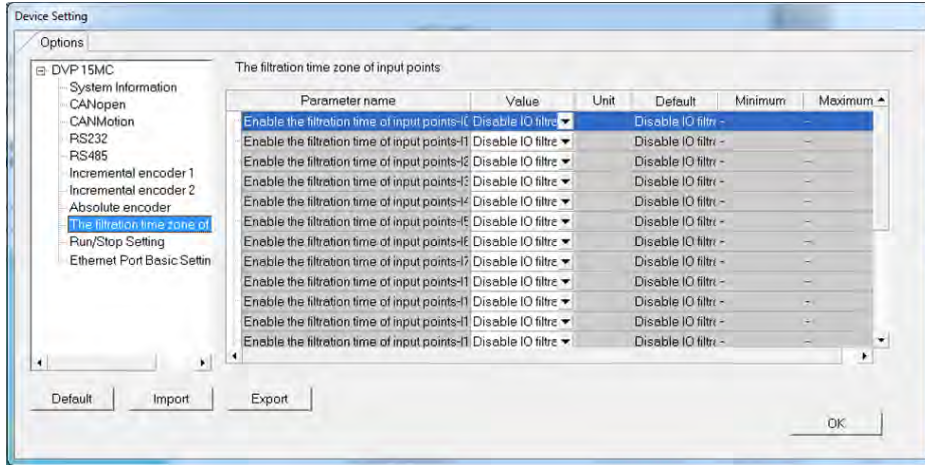 Device Setting
Options
DVP 15MC
System Information
CANopen
CANMotion
RS232
RS485
Incremental encoder 1
Incremental encoder 2
Absolute encoder
The filtration time zone of
Run/Stop Setting
Ethernet Port Basic Settin
The filtration time zone of input points
Parameter name Value Unit Default Minimum Maximum
Enable the filtration time of input points-I0 Disable IO filtre Disable IO filtr - -
Enable the filtration time of input points-I1 Disable IO filtre Disable IO filtr - -
Enable the filtration time of input points-I2 Disable IO filtre Disable IO filtr - -
Enable the filtration time of input points-I3 Disable IO filtre Disable IO filtr - -
Enable the filtration time of input points-I4 Disable IO filtre Disable IO filtr - -
Enable the filtration time of input points-I5 Disable IO filtre Disable IO filtr - -
Enable the filtration time of input points-I6 Disable IO filtre Disable IO filtr - -
Enable the filtration time of input points-I7 Disable IO filtre Disable IO filtr - -
Enable the filtration time of input points-I1 Disable IO filtre Disable IO filtr - -
Enable the filtration time of input points-I1 Disable IO filtre Disable IO filtr - -
Enable the filtration time of input points-I1 Disable IO filtre Disable IO filtr - -
Enable the filtration time of input points-I1 Disable IO filtre Disable IO filtr - -
Default Import Export
OK